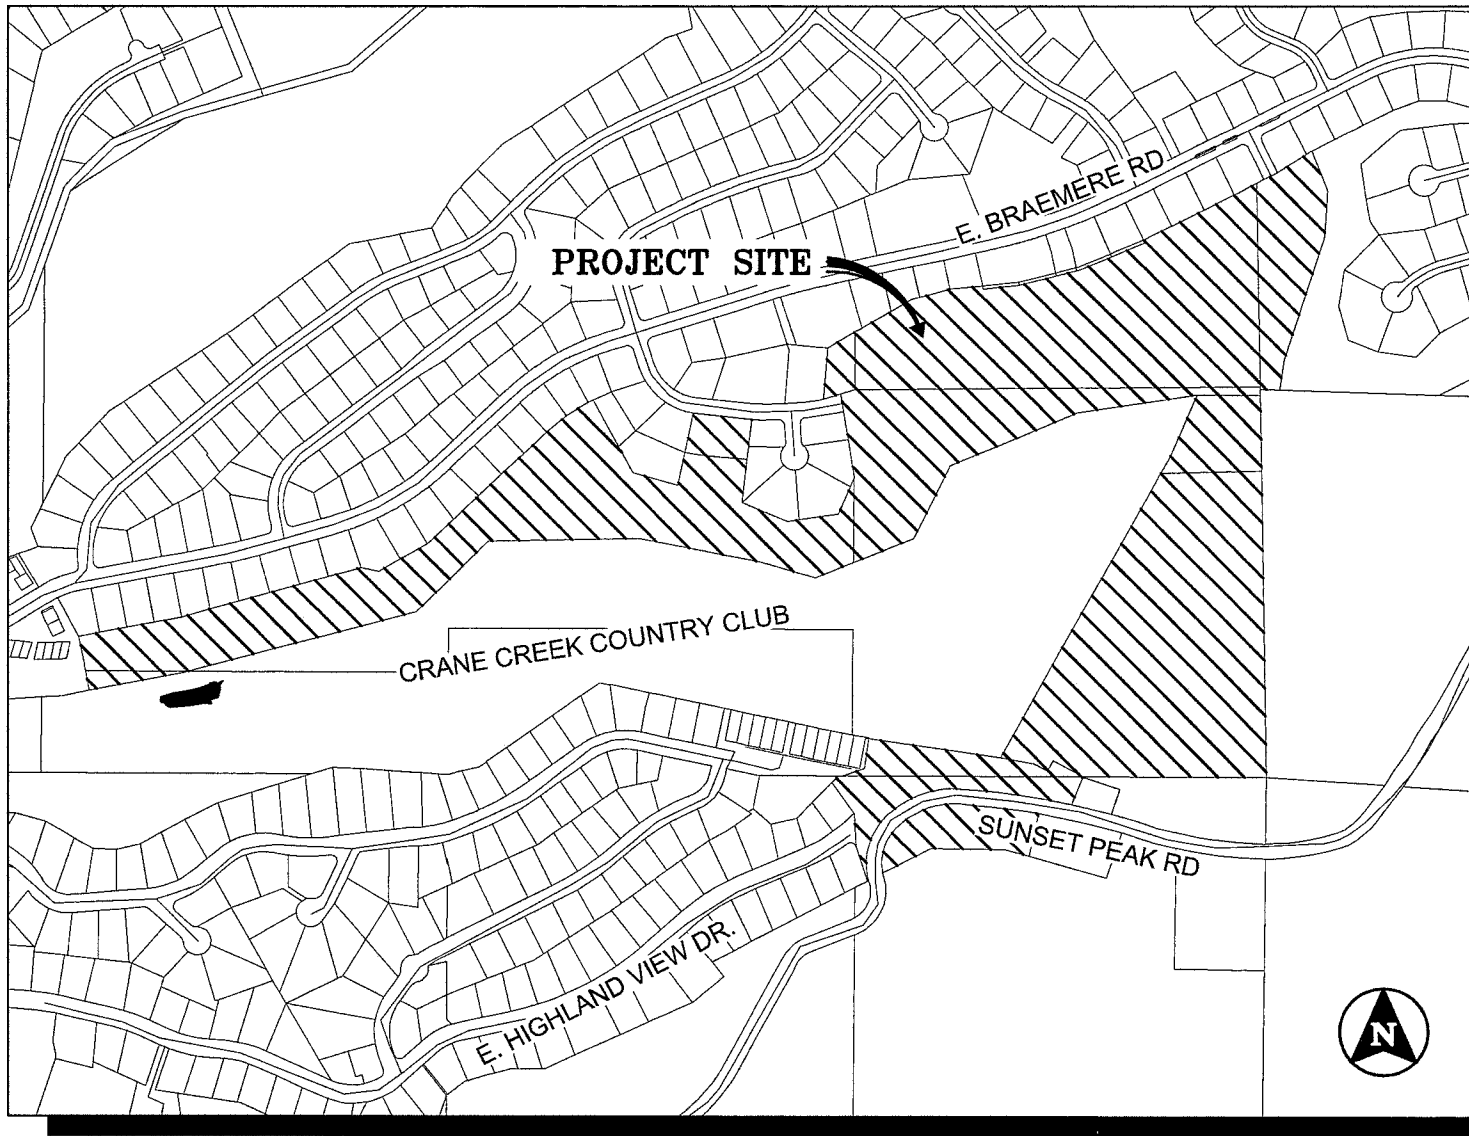 E. BRAEMERE RD
PROJECT SITE
CRANE CREEK COUNTRY CLUB
SUNSET PEAK RD
E. HIGHLAND VIEW DR.
N